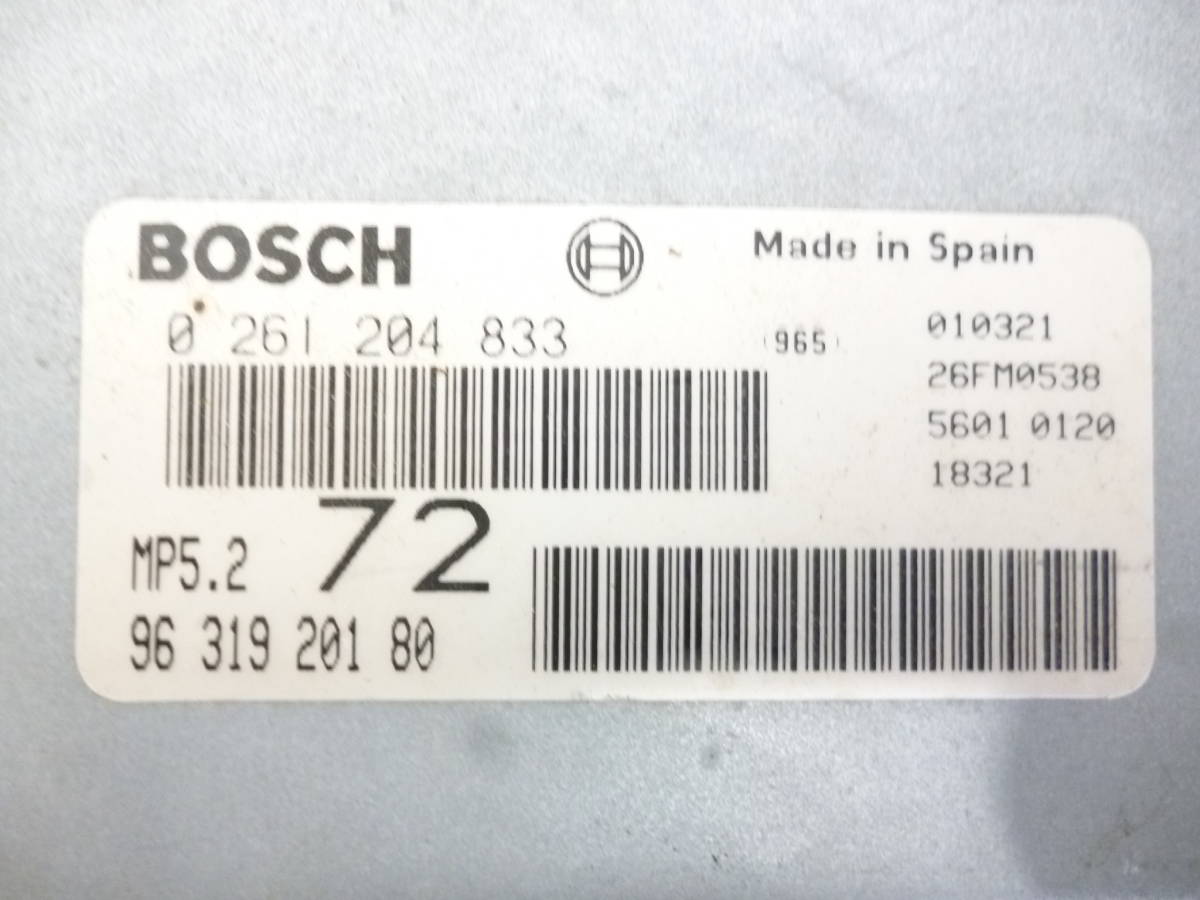 BOSCH
Made in Spain
0 261 204 833
(965)
010321
26FM0538
5601 0120
18321
MP5.2
72
96 319 201 80